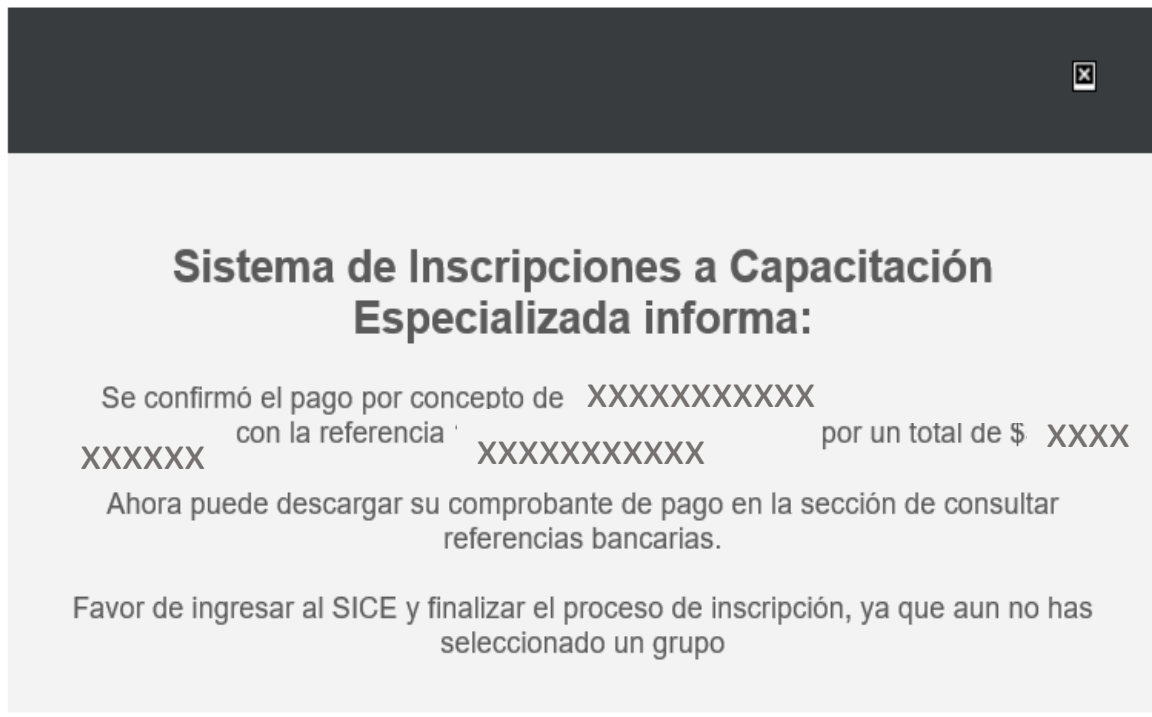 Sistema de Inscripciones a Capacitación
Especializada informa:
Se confirmó el pago por concepto de XXXXXXXXXXX
XXXXXX con la referencia XXXXXXXXXXX por un total de $ XXXX
Ahora puede descargar su comprobante de pago en la sección de consultar
referencias bancarias.
Favor de ingresar al SICE y finalizar el proceso de inscripción, ya que aun no has
seleccionado un grupo